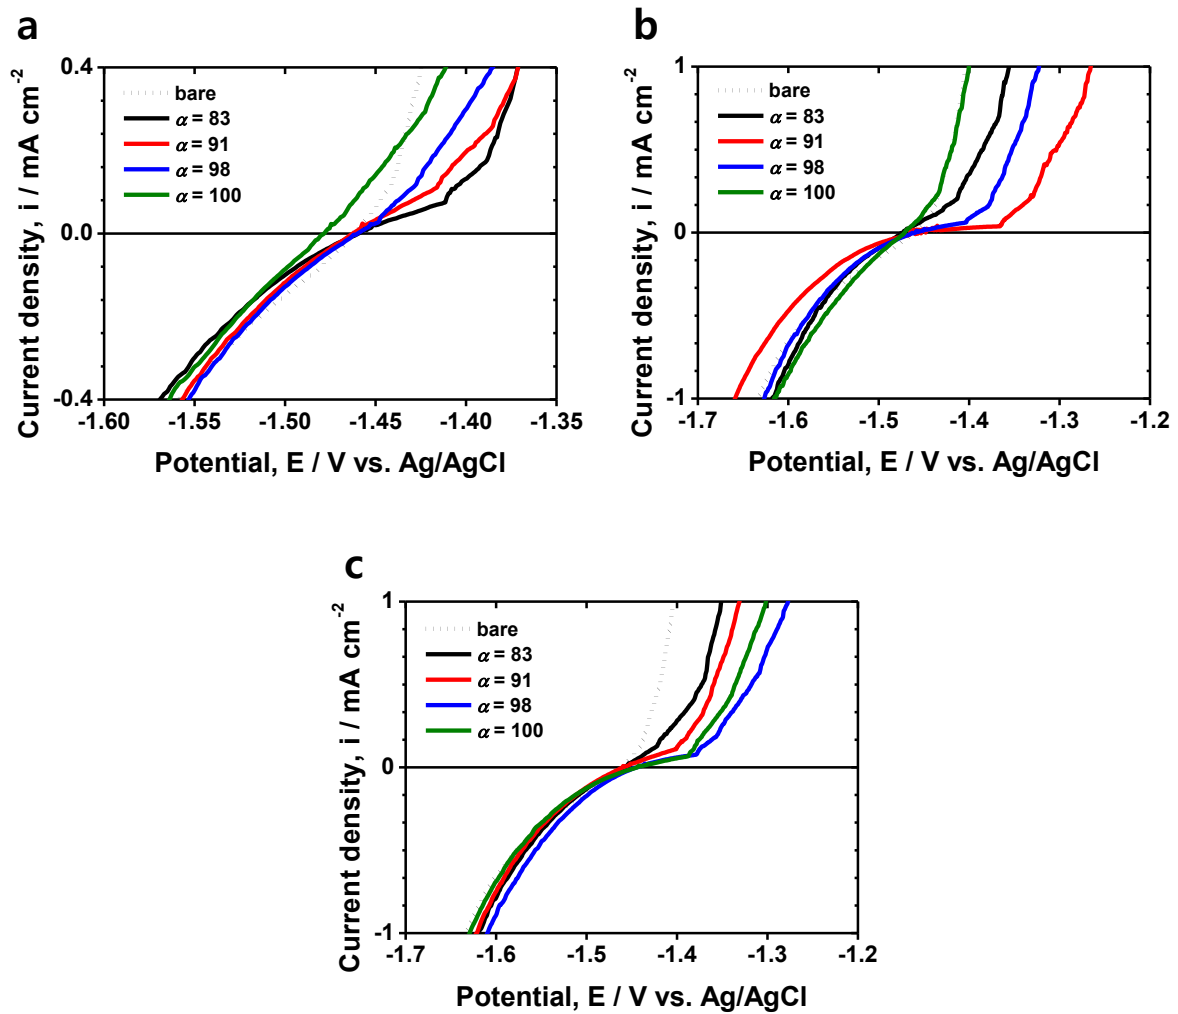 a
Current density, i / mA cm-2
0.4
0.0
-0.4
bare
α = 83
α = 91
α = 98
α = 100
-1.60
-1.55
-1.50
-1.45
-1.40
-1.35
Potential, E / V vs. Ag/AgCl
b
Current density, i / mA cm-2
1
0
-1
bare
α = 83
α = 91
α = 98
α = 100
-1.7
-1.6
-1.5
-1.4
-1.3
-1.2
Potential, E / V vs. Ag/AgCl
c
Current density, i / mA cm-2
1
0
-1
bare
α = 83
α = 91
α = 98
α = 100
-1.7
-1.6
-1.5
-1.4
-1.3
-1.2
Potential, E / V vs. Ag/AgCl